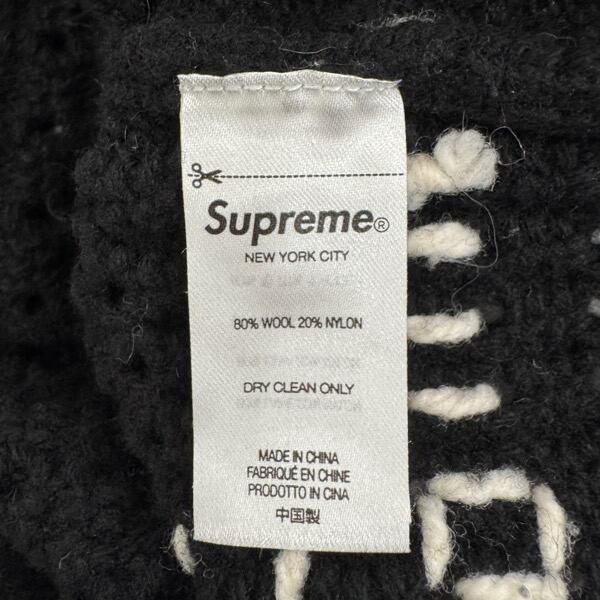 Supreme®
NEW YORK CITY
80% WOOL 20% NYLON
DRY CLEAN ONLY
MADE IN CHINA
FABRIQUÉ EN CHINE
PRODOTTO IN CINA
中国製